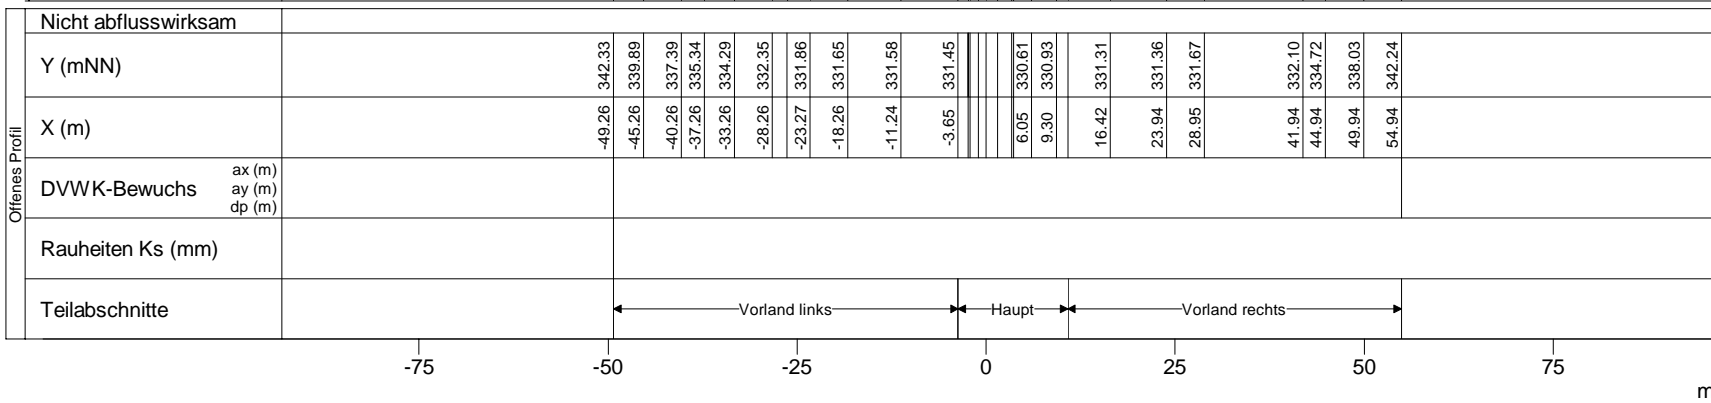 Offenes Profil
Nicht abflusswirksam
Y (mNN) 342.33 339.89 337.39 335.34 334.29 332.35 331.86 331.65 331.58 331.45 330.61 330.93 331.31 331.36 331.67 332.10 334.72 338.03 342.24
X (m) -49.26 -45.26 -40.26 -37.26 -33.26 -28.26 -23.27 -18.26 -11.24 -3.65 6.05 9.30 16.42 23.94 28.95 41.94 44.94 49.94 54.94
DVWK-Bewuchs
ax (m)
ay (m)
dp (m)
Rauheiten Ks (mm)
Teilabschnitte Vorland links Haupt Vorland rechts
-75 -50 -25 0 25 50 75
m